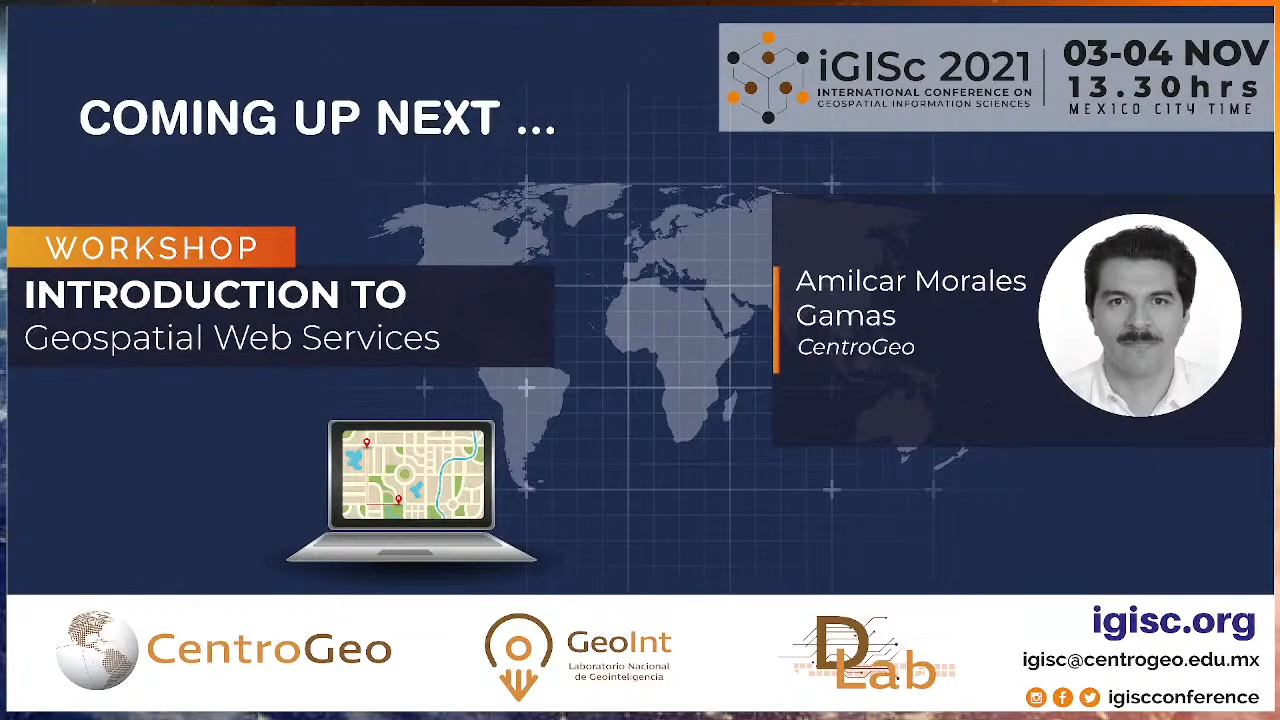 iGISc 2021
INTERNATIONAL CONFERENCE ON
GEOSPATIAL INFORMATION SCIENCES
03-04 NOV
13.30hrs
MEXICO CITY TIME
COMING UP NEXT ...
WORKSHOP
INTRODUCTION TO
Geospatial Web Services
Amilcar Morales
Gamas
CentroGeo
CentroGeo
GeoInt
Laboratorio Nacional
de Geointeligencia
DLab
igisc.org
igisc@centrogeo.edu.mx
igiscconference